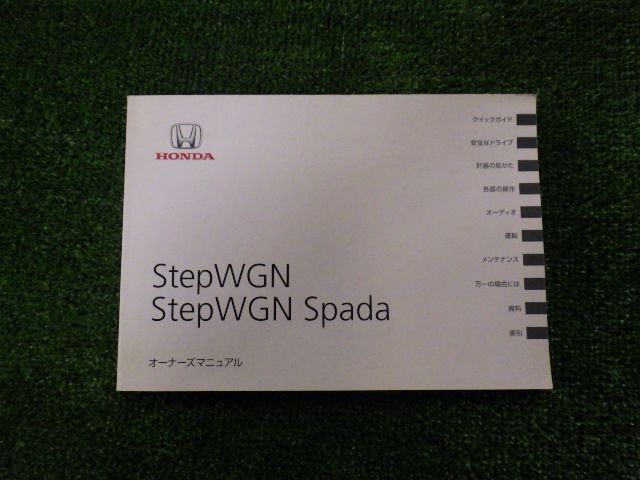 HONDA
StepWGN
StepWGN Spada
オーナーズマニュアル
クイックガイド
安全なドライブ
計器の見かた
各部の操作
オーディオ
運転
メンテナンス
万一の場合には
資料
索引